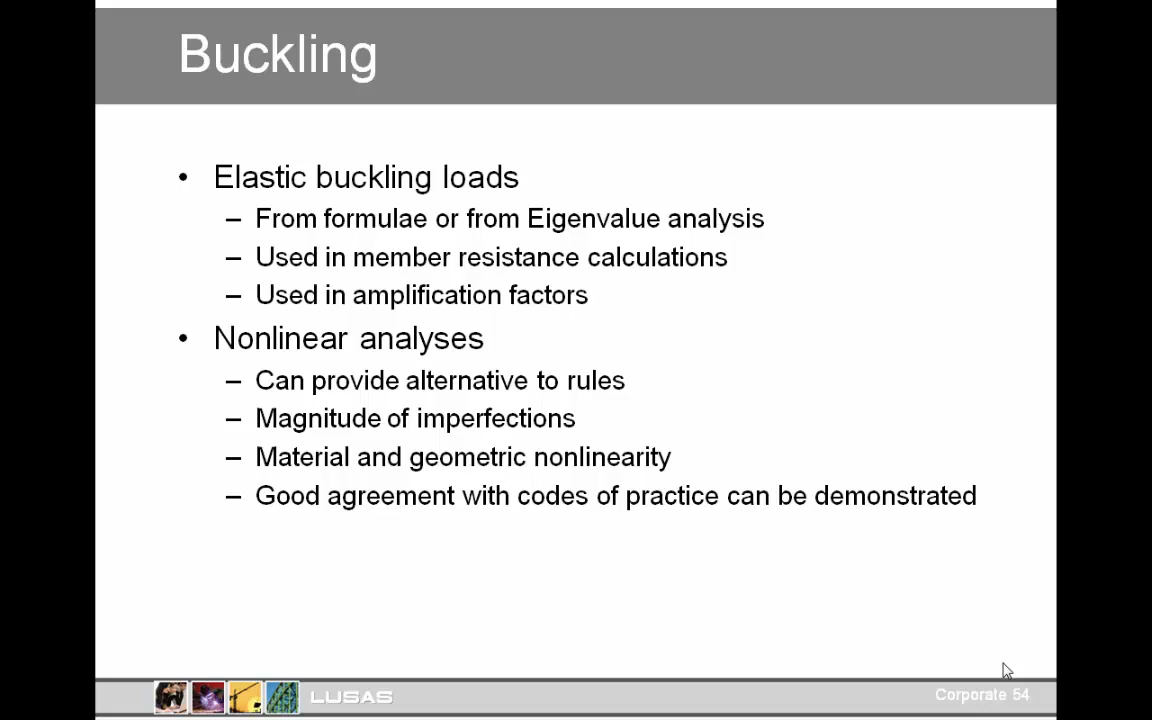 Buckling
• Elastic buckling loads
– From formulae or from Eigenvalue analysis
– Used in member resistance calculations
– Used in amplification factors
• Nonlinear analyses
– Can provide alternative to rules
– Magnitude of imperfections
– Material and geometric nonlinearity
– Good agreement with codes of practice can be demonstrated
LUSAS
Corporate 54